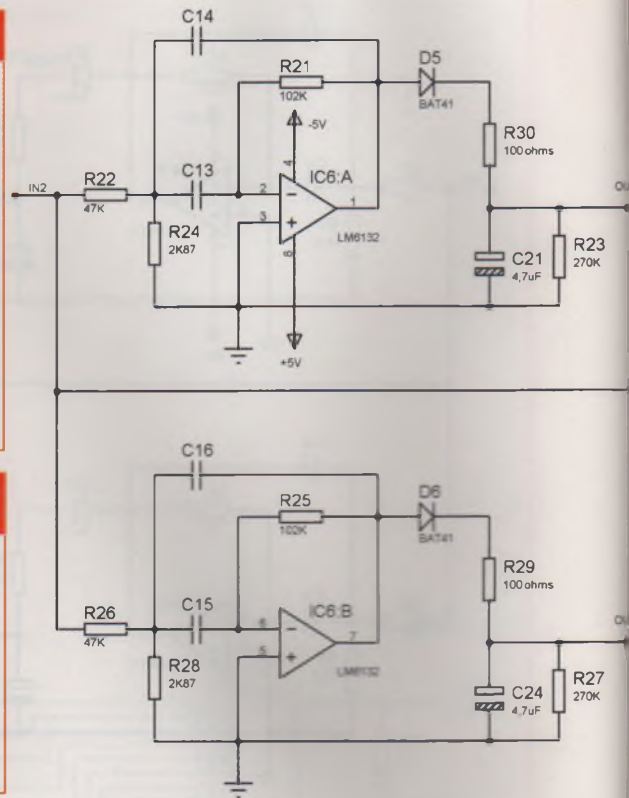 C14
R21
102K
D5
BAT41
-5V
R30
100 ohms
4
IC6:A
IN2
R22
47K
C13
2
1
3
LM6132
R24
2K87
8
C21
4,7uF
R23
270K
+5V
C16
R25
102K
D6
BAT41
R29
100 ohms
IC6:B
R26
47K
C15
6
7
5
LM6132
R28
2K87
C24
4,7uF
R27
270K